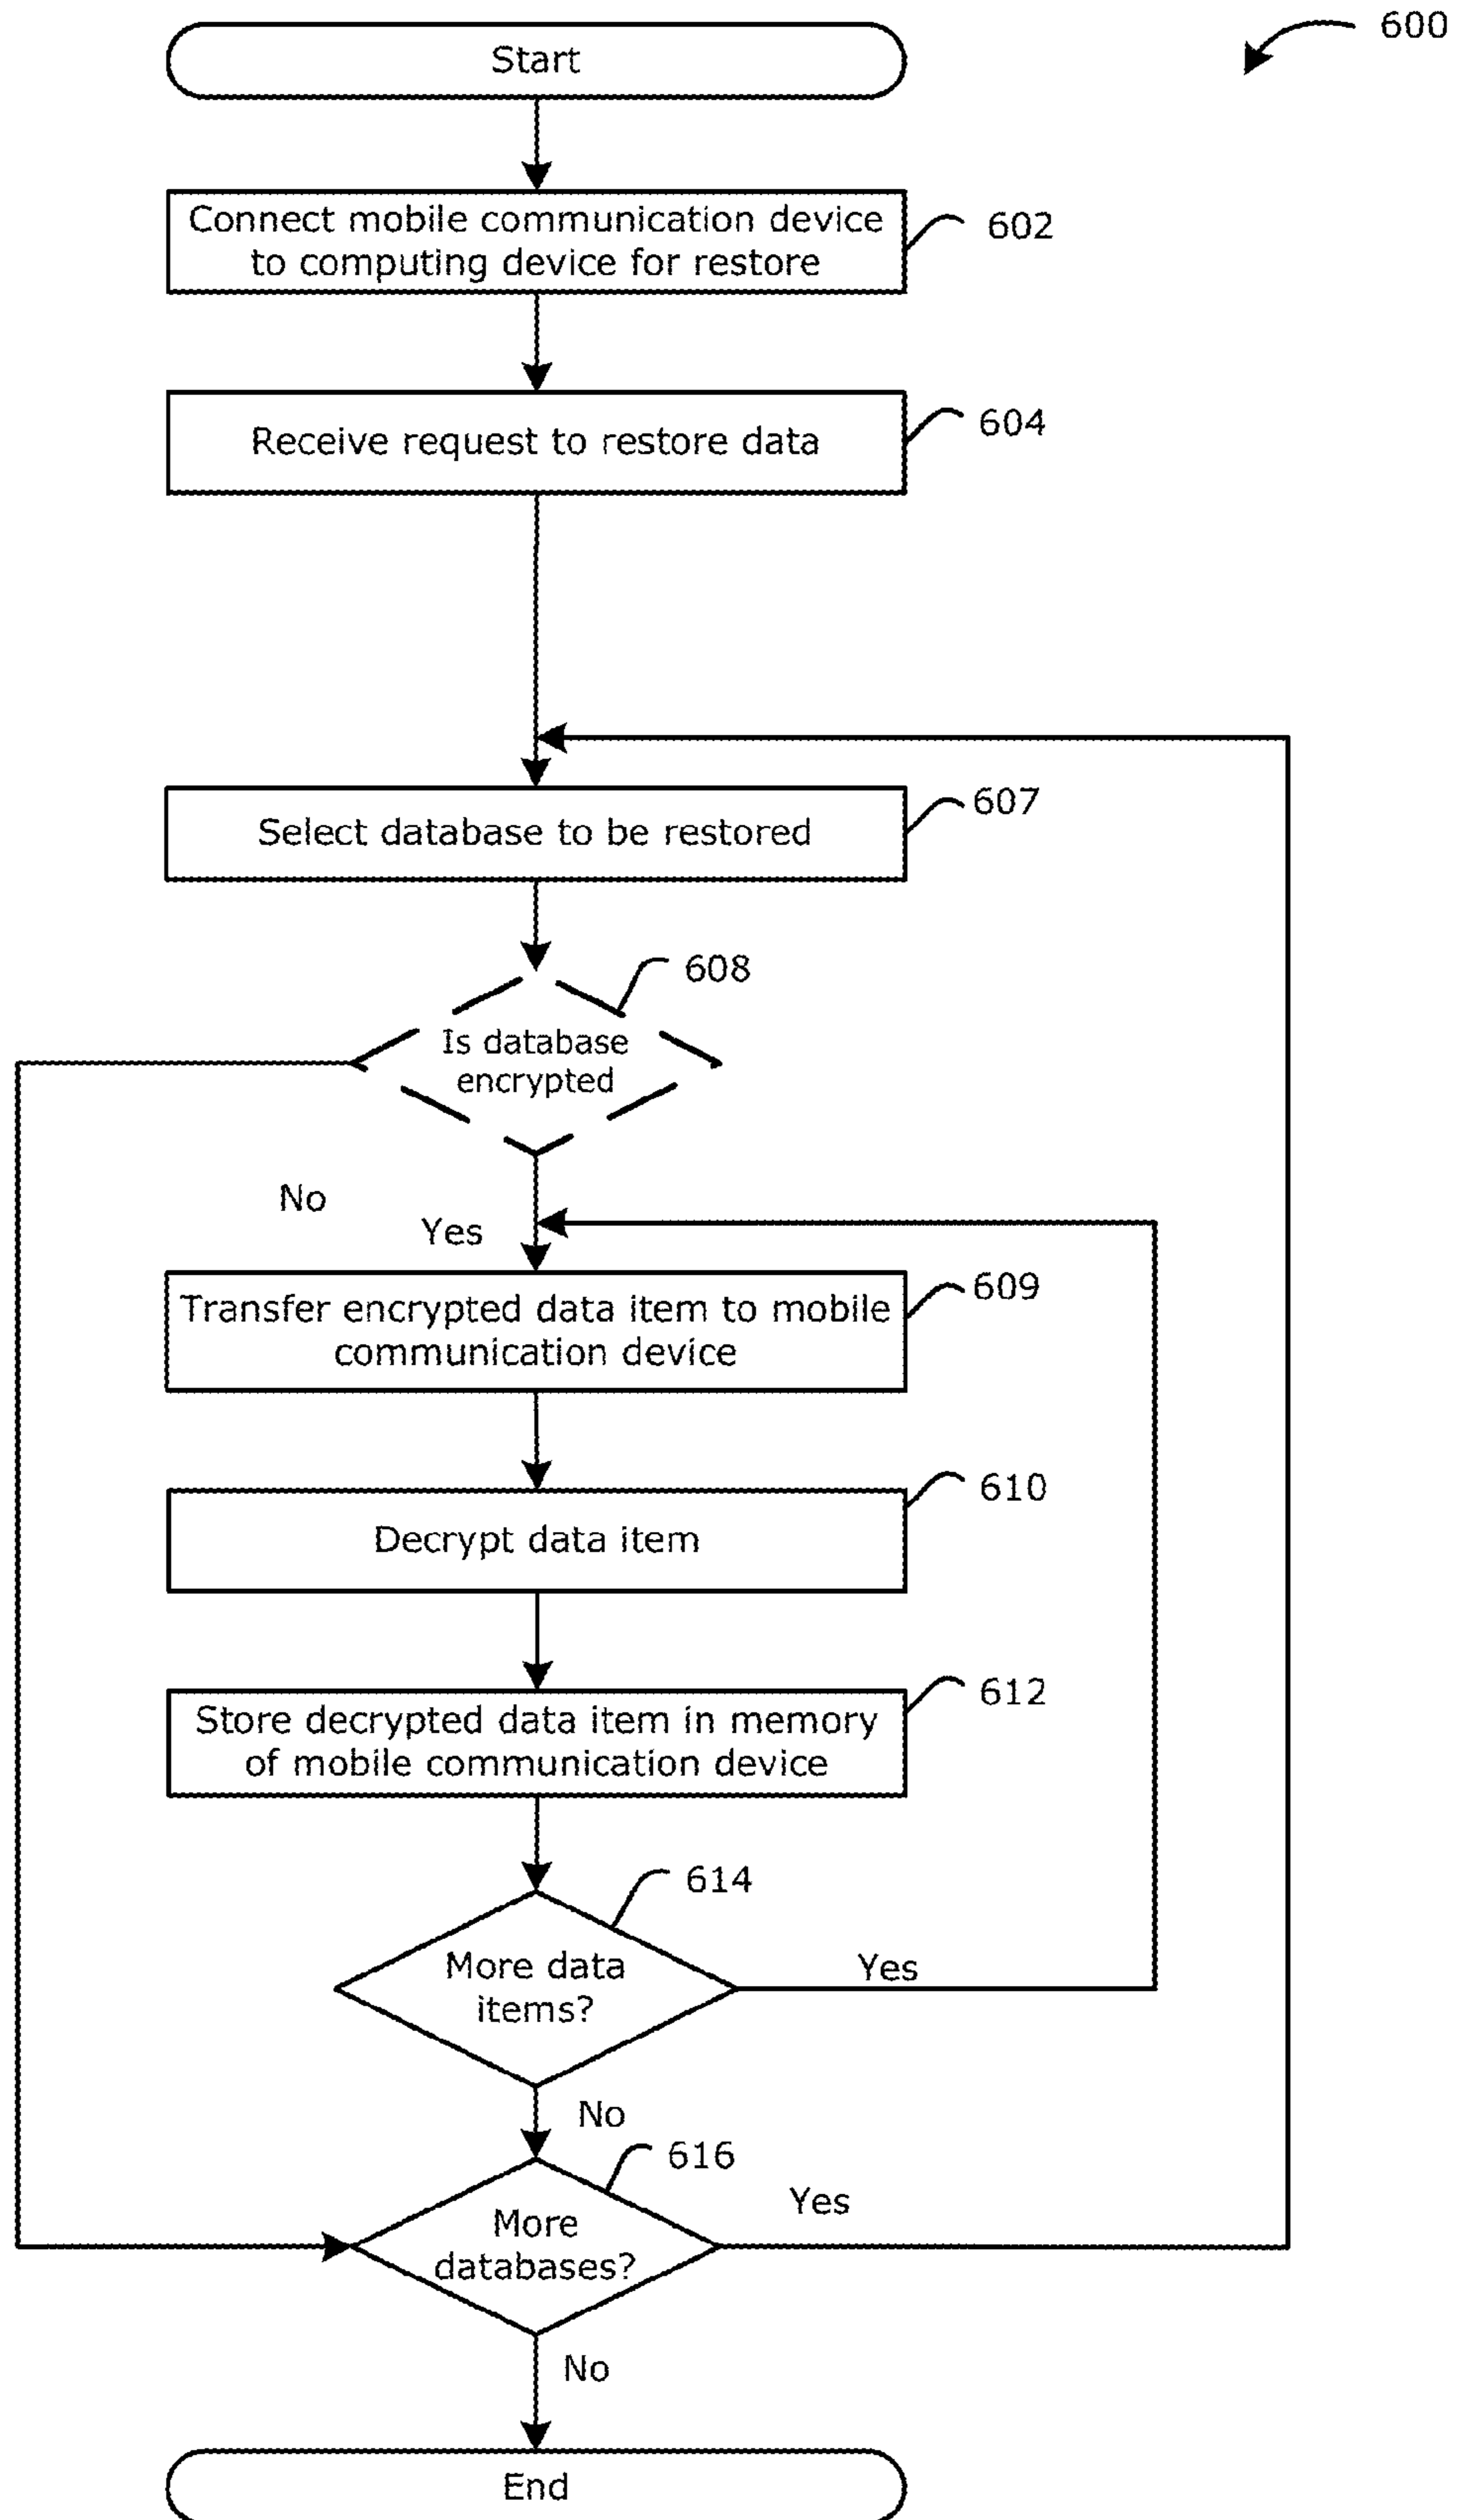 600
Start
Connect mobile communication device
to computing device for restore
602
Receive request to restore data
604
Select database to be restored
607
608
Is database
encrypted
No
Yes
Transfer encrypted data item to mobile
communication device
609
Decrypt data item
610
Store decrypted data item in memory
of mobile communication device
612
614
More data
items?
Yes
No
616
More
databases?
Yes
No
End